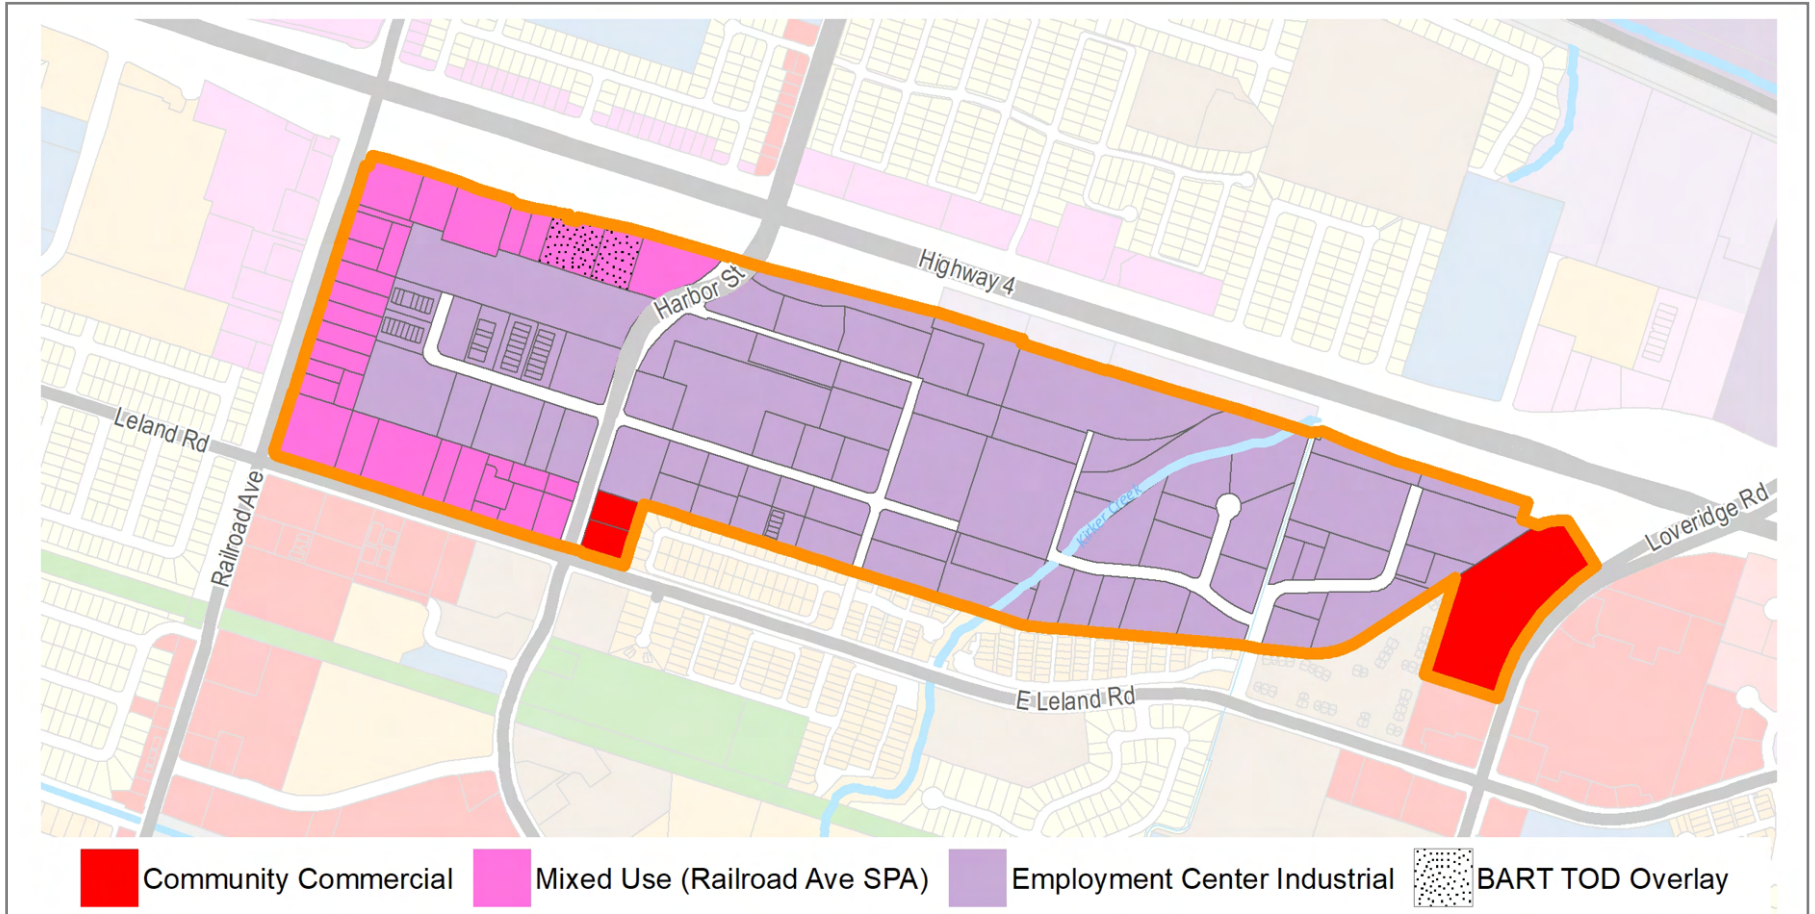 Highway 4
Harbor St
Leland Rd
Railroad Ave
Kirker Creek
Loveridge Rd
E Leland Rd
Community Commercial
Mixed Use (Railroad Ave SPA)
Employment Center Industrial
BART TOD Overlay